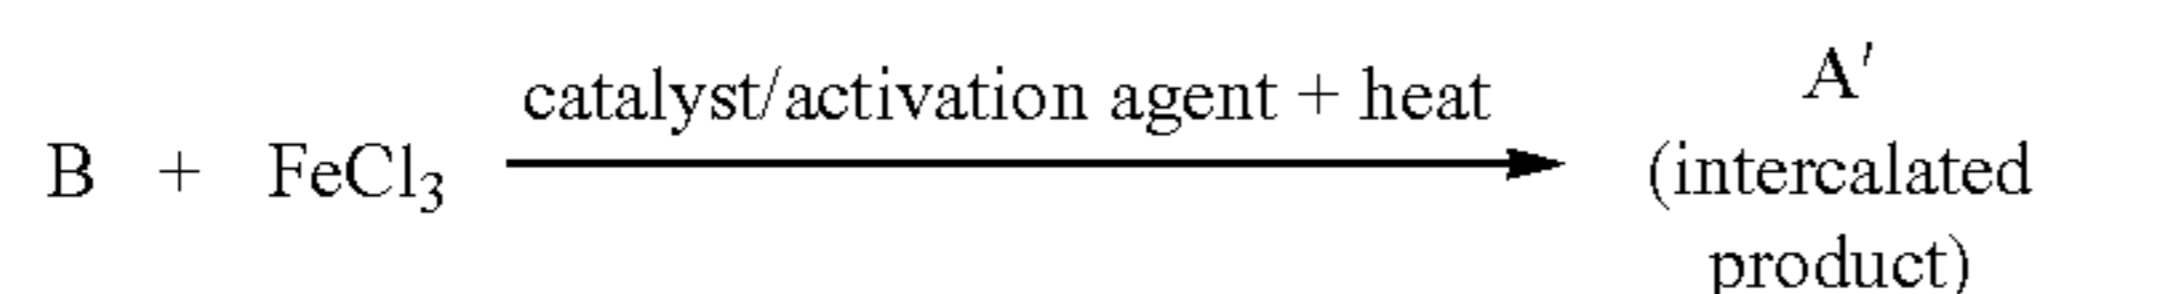 catalyst/activation agent + heat
B + FeCl₃
A′
(intercalated
product)